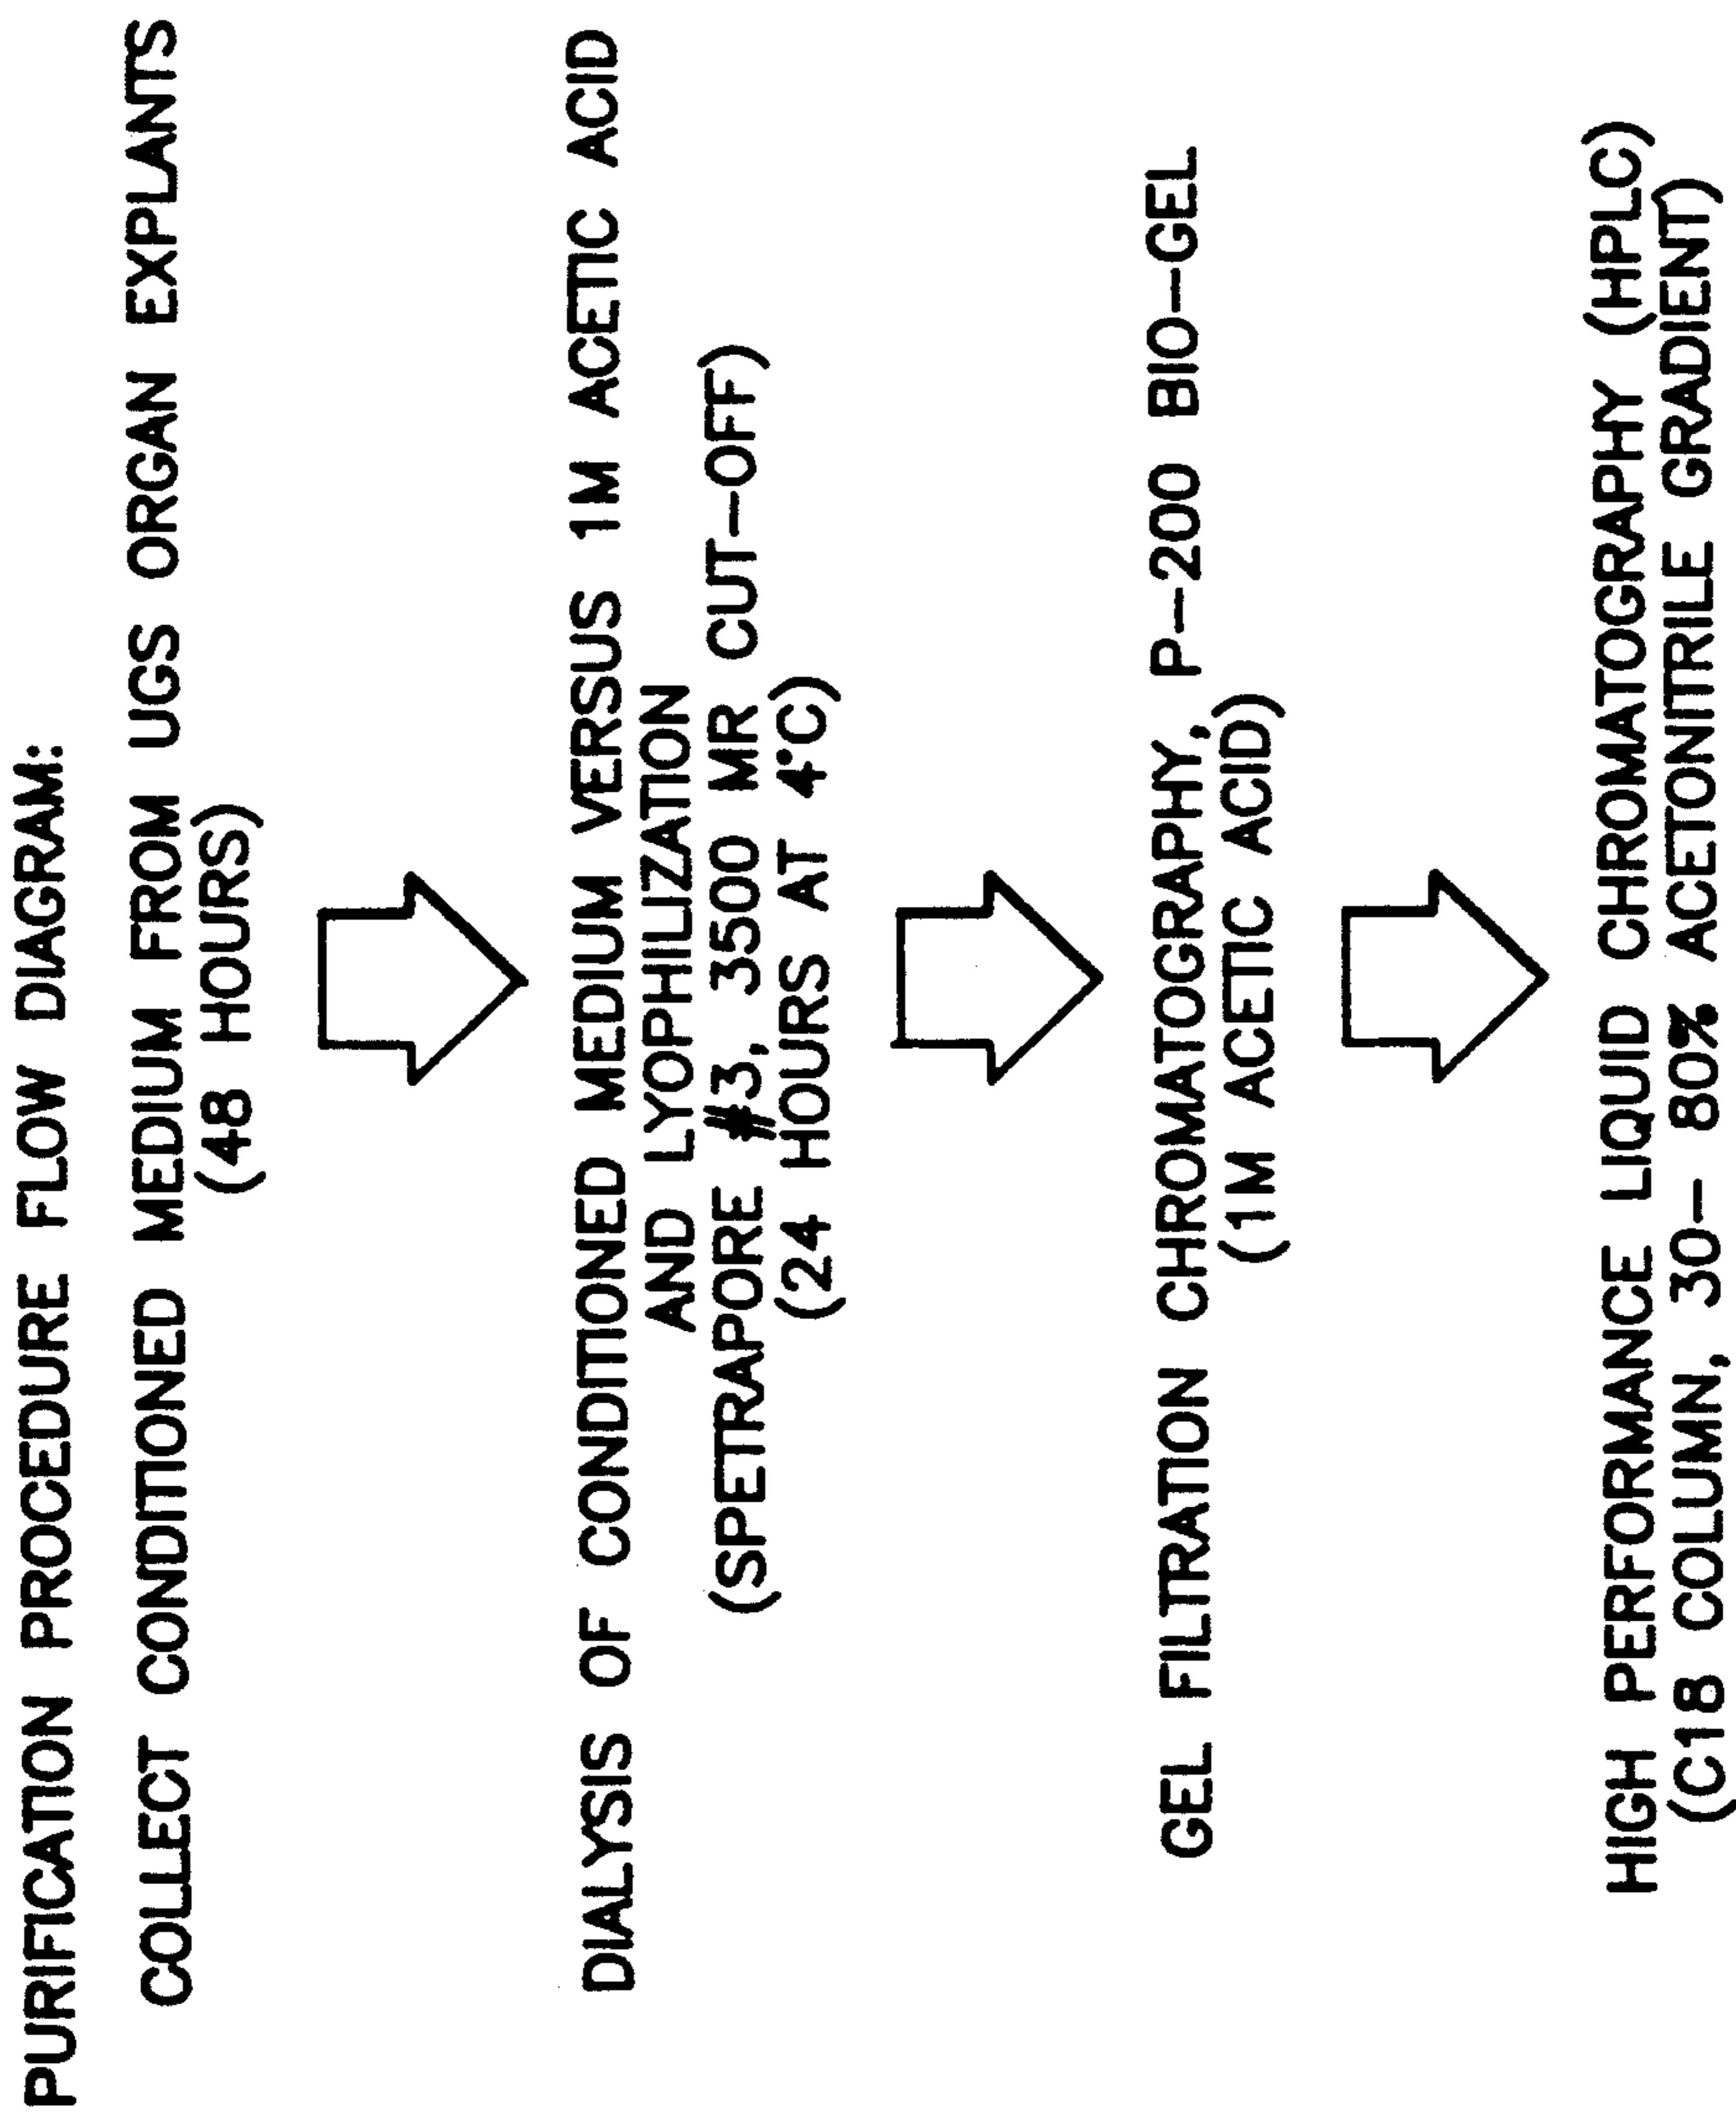 PURIFICATION PROCEDURE FLOW DIAGRAM:
COLLECT CONDITIONED MEDIUM FROM UGS ORGAN EXPLANTS
(48 HOURS)
DIALYSIS OF CONDITIONED MEDIUM VERSUS 1M ACETIC ACID
AND LYOPHILIZATION
(SPETRAPORE #3, 3500 MR CUT-OFF)
(24 HOURS AT 4°C)
GEL FILTRATION CHROMATOGRAPHY, P-200 BIO-GEL
(1M ACETIC ACID)
HIGH PERFORMANCE LIQUID CHROMATOGRAPHY (HPLC)
(C18 COLUMN, 30- 80% ACETONITRILE GRADIENT)